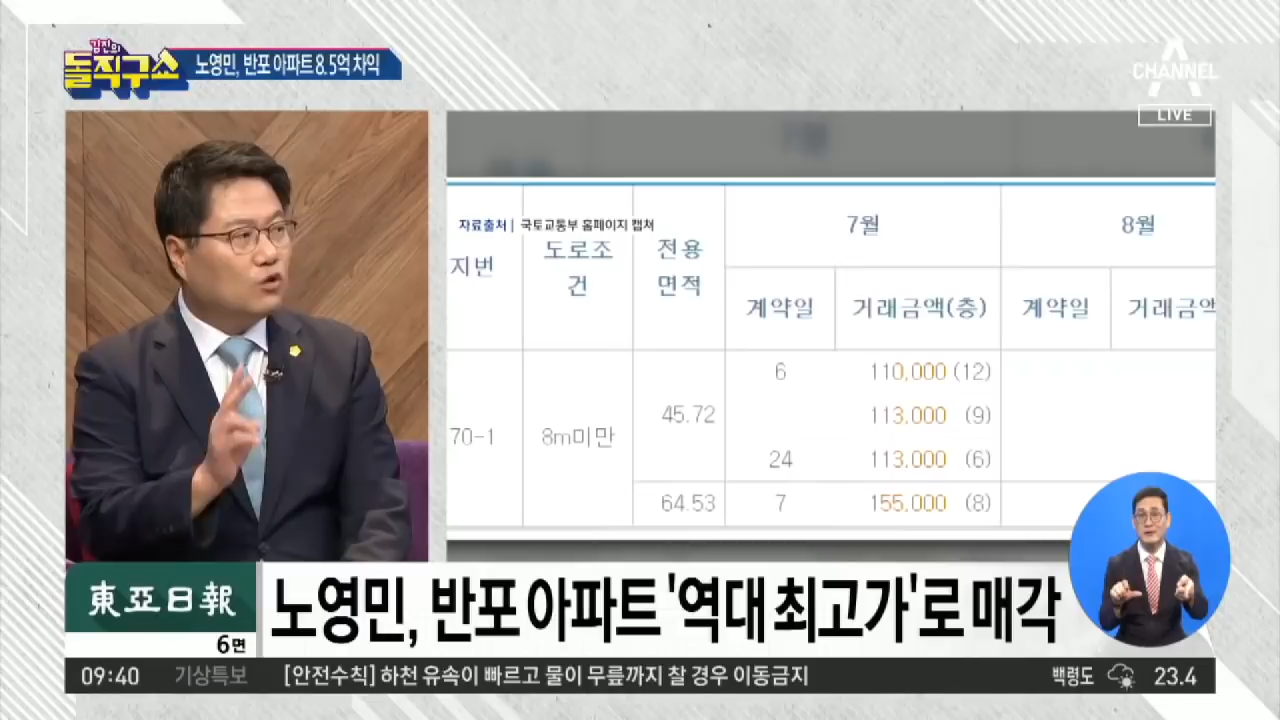 김진의
돌직구쇼
노영민, 반포 아파트 8.5억 차익
CHANNEL A
LIVE
자료출처 | 국토교통부 홈페이지 캡쳐
지번
도로조
건
전용
면적
7월
8월
계약일
거래금액(층)
계약일
거래금액
70-1
8m미만
45.72
6
110,000 (12)
113,000 (9)
24
113,000 (6)
64.53
7
155,000 (8)
東亞日報
6면
노영민, 반포 아파트 '역대 최고가'로 매각
09:40
기상특보
[안전수칙] 하천 유속이 빠르고 물이 무릎까지 찰 경우 이동금지
백령도
23.4